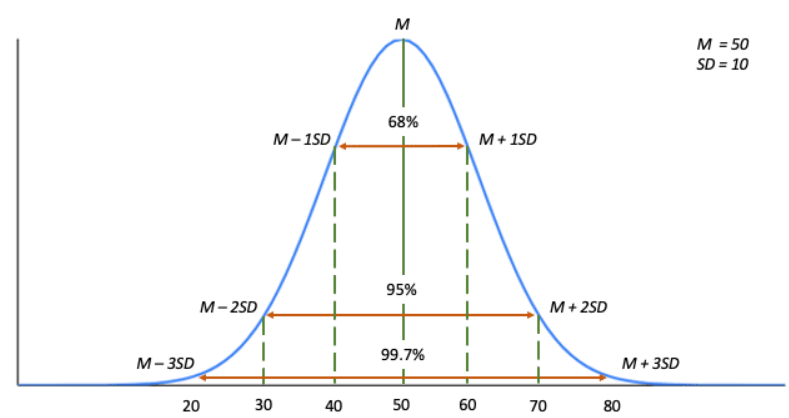 M
M = 50
SD = 10
68%
M – 1SD
M + 1SD
95%
M – 2SD
M + 2SD
99.7%
M – 3SD
M + 3SD
20 30 40 50 60 70 80